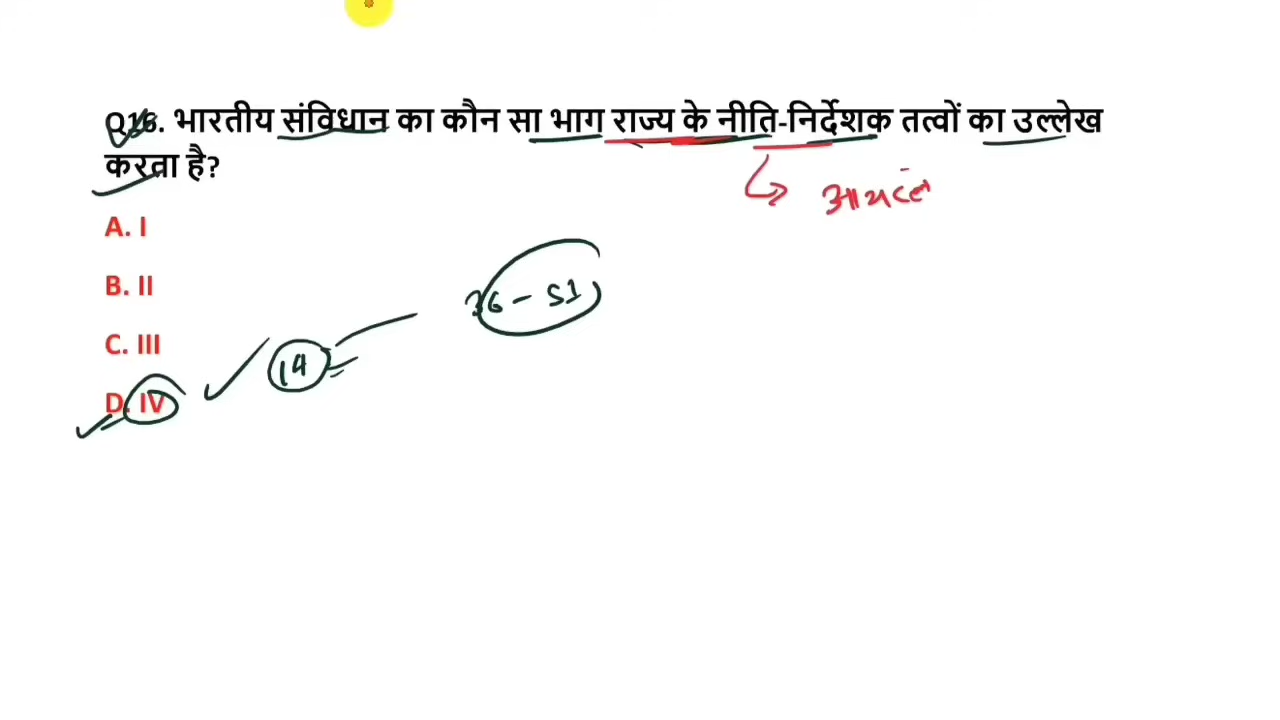 Q16. भारतीय संविधान का कौन सा भाग राज्य के नीति-निर्देशक तत्वों का उल्लेख
करता है?
A. I
B. II
36 - 51
C. III
14
D. IV